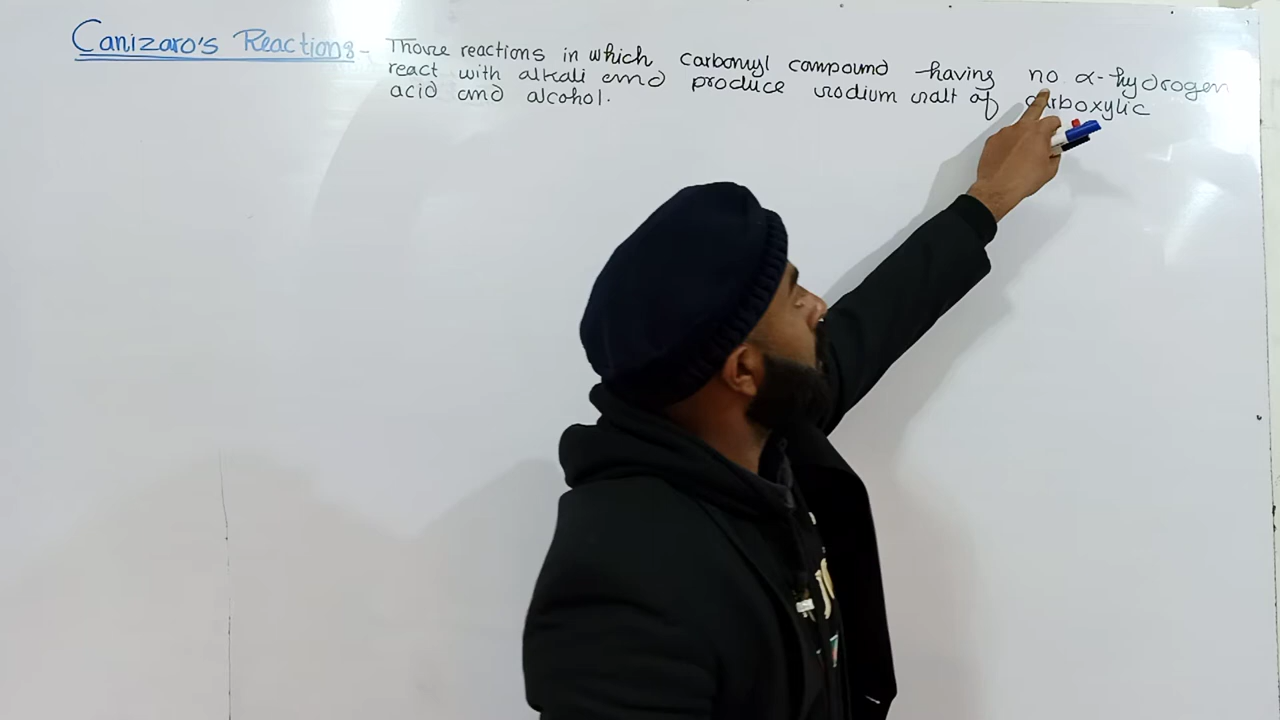 Canizaro's Reactions - Those reactions in which carbonyl compound having no α-hydrogen
react with alkali and produce sodium salt of carboxylic
acid and alcohol.